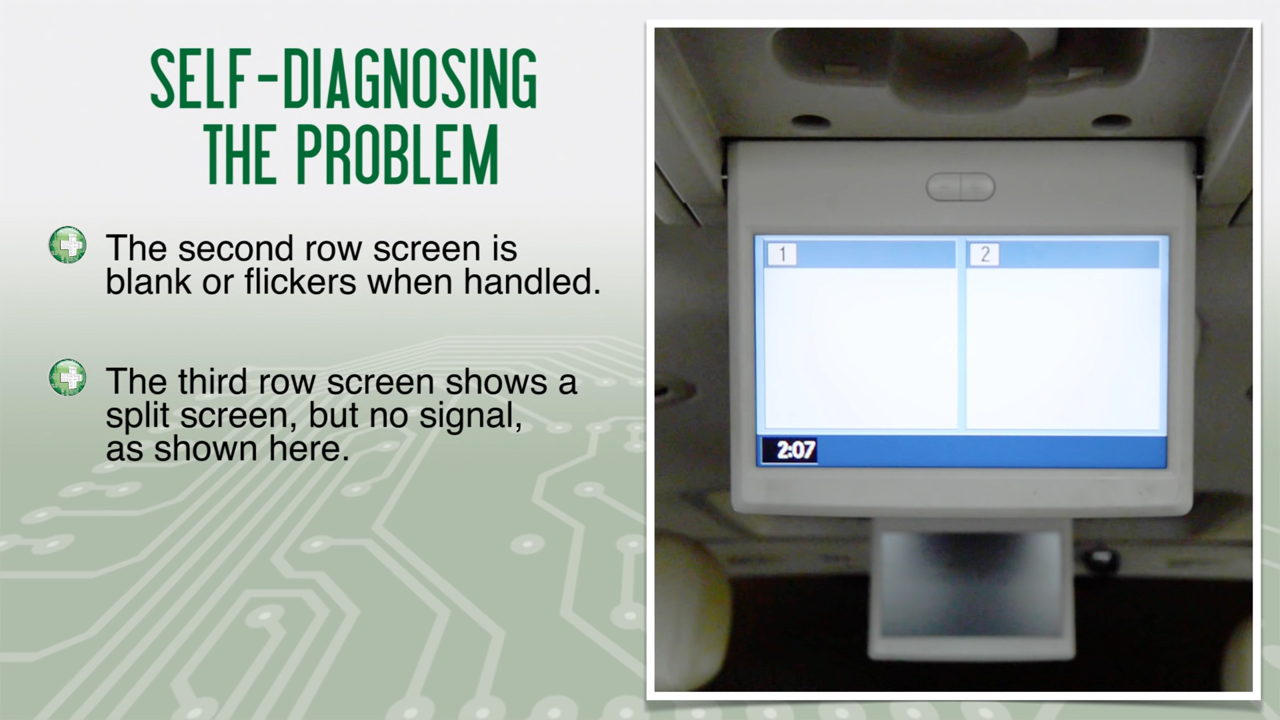 SELF-DIAGNOSING
THE PROBLEM
The second row screen is
blank or flickers when handled.
The third row screen shows a
split screen, but no signal,
as shown here.
1
2
2:07